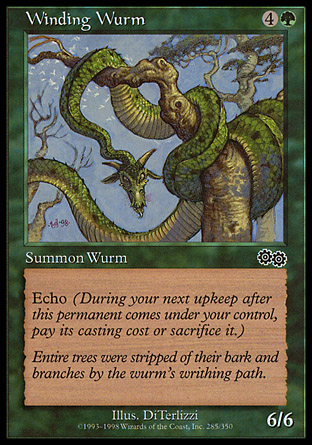 Winding Wurm 4
Summon Wurm
Echo (During your next upkeep after
this permanent comes under your control,
pay its casting cost or sacrifice it.)
Entire trees were stripped of their bark and
branches by the wurm's writhing path.
Illus. DiTerlizzi
©1993-1998 Wizards of the Coast, Inc. 285/350
6/6